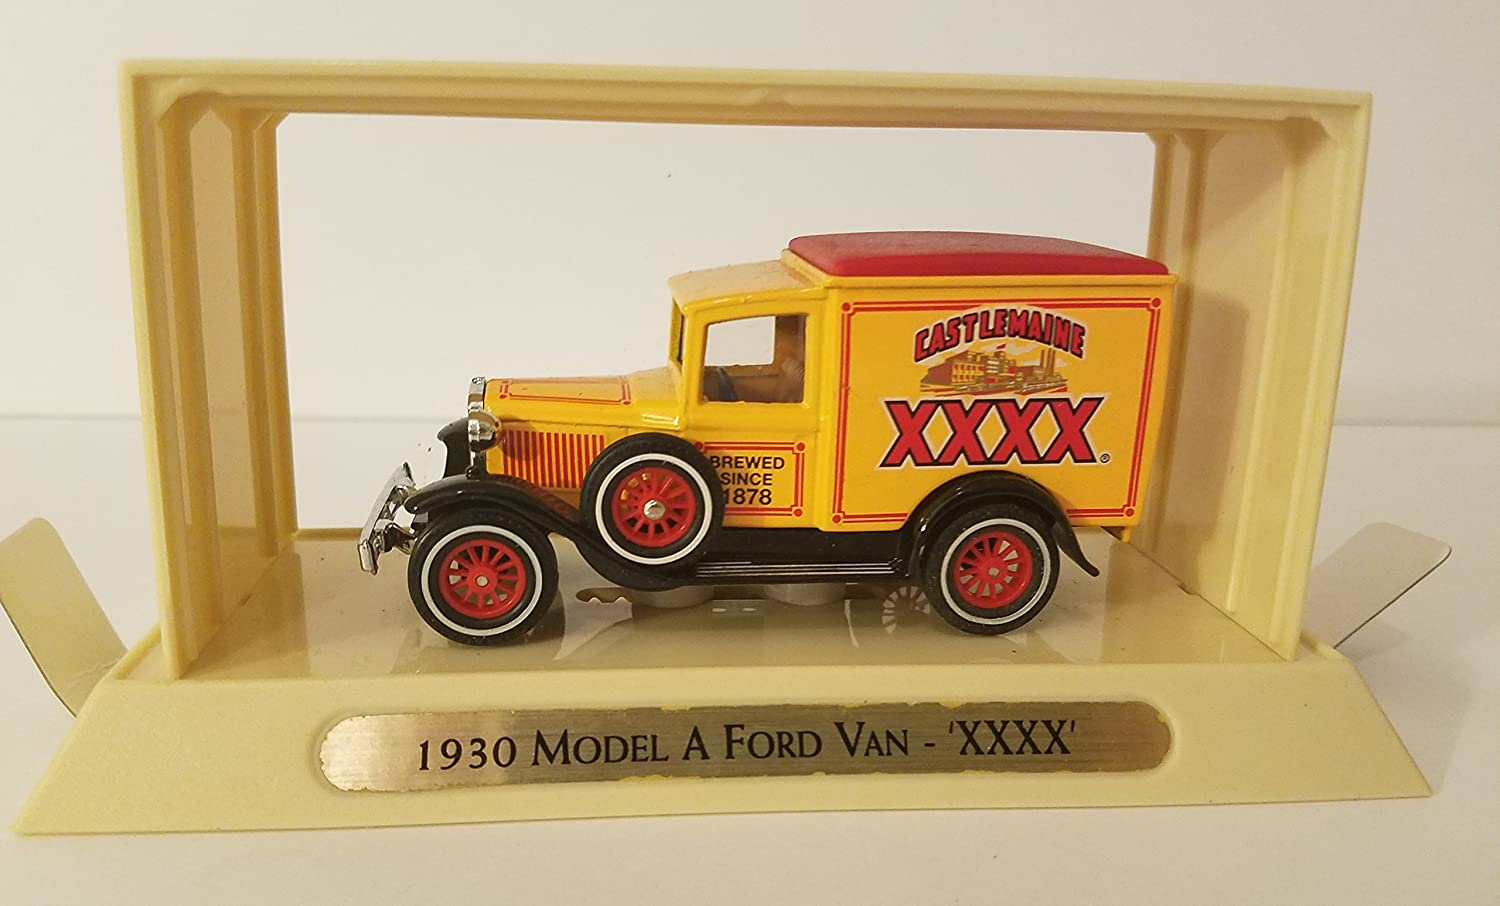 CASTLEMAINE
XXXX®
BREWED
SINCE
1878
1930 MODEL A FORD VAN - 'XXXX'